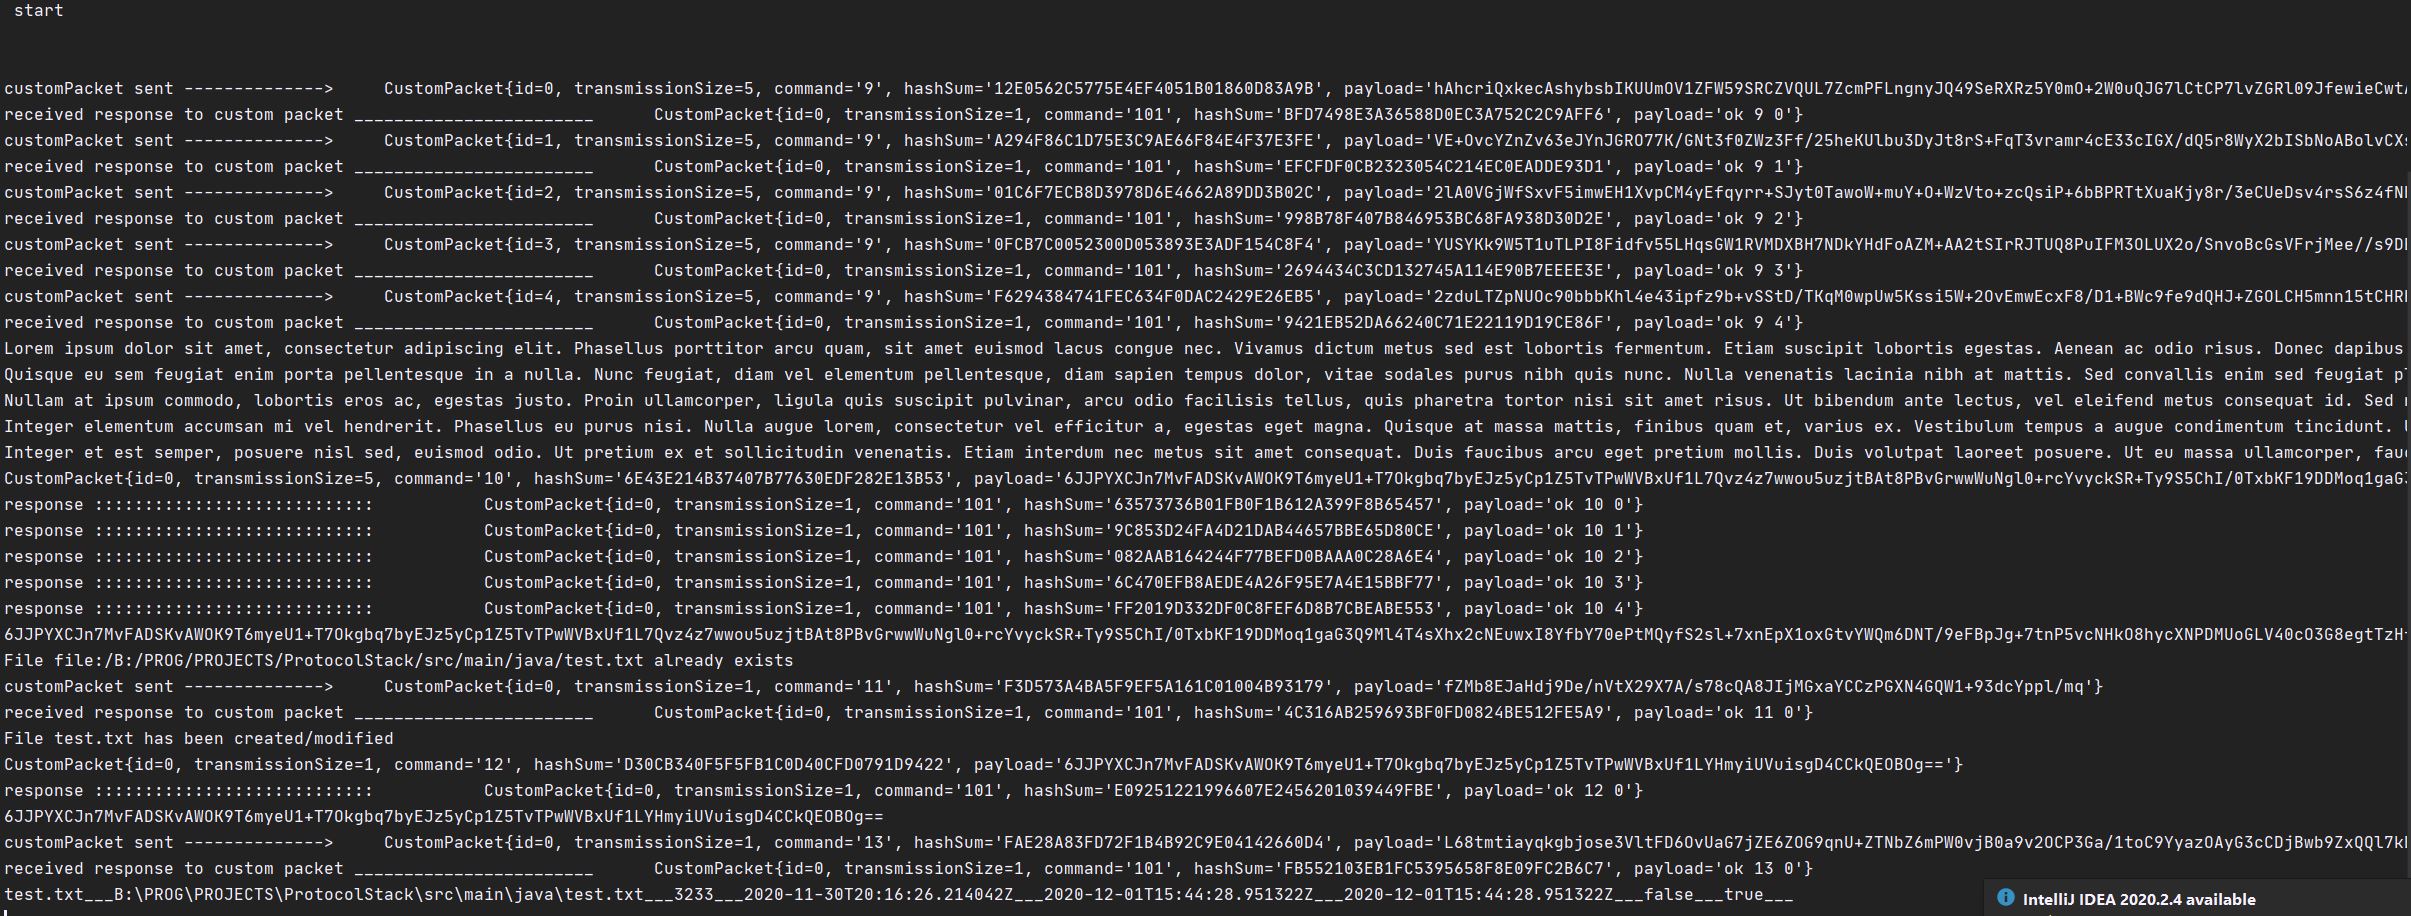 start
customPacket sent --------------> CustomPacket{id=0, transmissionSize=5, command='9', hashSum='12E0562C5775E4EF4051B01860D83A9B', payload='hAhcriQxkecAshybsbIKUUmOV1ZFW59SRCZVQUL7ZcmPFLngnyJQ49SeRXRz5Y0mO+2W0uQJG7lCtCP7lvZGRl09JfewieCwt
received response to custom packet ________________________ CustomPacket{id=0, transmissionSize=1, command='101', hashSum='BFD7498E3A36588D0EC3A752C2C9AFF6', payload='ok 9 0'}
customPacket sent --------------> CustomPacket{id=1, transmissionSize=5, command='9', hashSum='A294F86C1D75E3C9AE66F84E4F37E3FE', payload='VE+OvcYZnZv63eJYnJGRO77K/GNt3f0ZWz3Ff/25heKUlbu3DyJt8rS+FqT3vramr4cE33cIGX/dQ5r8WyX2bISbNoABolvCX
received response to custom packet ________________________ CustomPacket{id=0, transmissionSize=1, command='101', hashSum='EFCFDF0CB2323054C214EC0EADDE93D1', payload='ok 9 1'}
customPacket sent --------------> CustomPacket{id=2, transmissionSize=5, command='9', hashSum='01C6F7ECB8D3978D6E4662A89DD3B02C', payload='2lA0VGjWfSxvF5imwEH1XvpCM4yEfqyrr+SJyt0TawoW+muY+O+WzVto+zcQsiP+6bBPRTtXuaKjy8r/3eCUeDsv4rsS6z4fN
received response to custom packet ________________________ CustomPacket{id=0, transmissionSize=1, command='101', hashSum='998B78F407B846953BC68FA938D30D2E', payload='ok 9 2'}
customPacket sent --------------> CustomPacket{id=3, transmissionSize=5, command='9', hashSum='0FCB7C0052300D053893E3ADF154C8F4', payload='YUSYKk9W5T1uTLPI8Fidfv55LHqsGW1RVMDXBH7NDkYHdFoAZM+AA2tSIrRJTUQ8PuIFM3OLUX2o/SnvoBcGsVFrjMee//s9D
received response to custom packet ________________________ CustomPacket{id=0, transmissionSize=1, command='101', hashSum='2694434C3CD132745A114E90B7EEEE3E', payload='ok 9 3'}
customPacket sent --------------> CustomPacket{id=4, transmissionSize=5, command='9', hashSum='F6294384741FEC634F0DAC2429E26EB5', payload='2zduLTZpNUOc90bbbKhl4e43ipfz9b+vSStD/TKqM0wpUw5Kssi5W+2OvEmwEcxF8/D1+BWc9fe9dQHJ+ZGOLCH5mnn15tCHR
received response to custom packet ________________________ CustomPacket{id=0, transmissionSize=1, command='101', hashSum='9421EB52DA66240C71E22119D19CE86F', payload='ok 9 4'}
Lorem ipsum dolor sit amet, consectetur adipiscing elit. Phasellus porttitor arcu quam, sit amet euismod lacus congue nec. Vivamus dictum metus sed est lobortis fermentum. Etiam suscipit lobortis egestas. Aenean ac odio risus. Donec dapibus
Quisque eu sem feugiat enim porta pellentesque in a nulla. Nunc feugiat, diam vel elementum pellentesque, diam sapien tempus dolor, vitae sodales purus nibh quis nunc. Nulla venenatis lacinia nibh at mattis. Sed convallis enim sed feugiat p
Nullam at ipsum commodo, lobortis eros ac, egestas justo. Proin ullamcorper, ligula quis suscipit pulvinar, arcu odio facilisis tellus, quis pharetra tortor nisi sit amet risus. Ut bibendum ante lectus, vel eleifend metus consequat id. Sed
Integer elementum accumsan mi vel hendrerit. Phasellus eu purus nisi. Nulla augue lorem, consectetur vel efficitur a, egestas eget magna. Quisque at massa mattis, finibus quam et, varius ex. Vestibulum tempus a augue condimentum tincidunt.
Integer et est semper, posuere nisl sed, euismod odio. Ut pretium ex et sollicitudin venenatis. Etiam interdum nec metus sit amet consequat. Duis faucibus arcu eget pretium mollis. Duis volutpat laoreet posuere. Ut eu massa ullamcorper, fau
CustomPacket{id=0, transmissionSize=5, command='10', hashSum='6E43E214B37407B77630EDF282E13B53', payload='6JJPYXCJn7MvFADSKvAWOK9T6myeU1+T7Okgbq7byEJz5yCp1Z5TvTPwWVBxUf1L7Qvz4z7wwou5uzjtBAt8PBvGrwwWuNgl0+rcYvyckSR+Ty9S5ChI/0TxbKF19DDMoq1gaG
response :::::::::::::::::::::::::::: CustomPacket{id=0, transmissionSize=1, command='101', hashSum='63573736B01FB0F1B612A399F8B65457', payload='ok 10 0'}
response :::::::::::::::::::::::::::: CustomPacket{id=0, transmissionSize=1, command='101', hashSum='9C853D24FA4D21DAB44657BBE65D80CE', payload='ok 10 1'}
response :::::::::::::::::::::::::::: CustomPacket{id=0, transmissionSize=1, command='101', hashSum='082AAB164244F77BEFD0BAAA0C28A6E4', payload='ok 10 2'}
response :::::::::::::::::::::::::::: CustomPacket{id=0, transmissionSize=1, command='101', hashSum='6C470EFB8AEDE4A26F95E7A4E15BBF77', payload='ok 10 3'}
response :::::::::::::::::::::::::::: CustomPacket{id=0, transmissionSize=1, command='101', hashSum='FF2019D332DF0C8FEF6D8B7CBEABE553', payload='ok 10 4'}
6JJPYXCJn7MvFADSKvAWOK9T6myeU1+T7Okgbq7byEJz5yCp1Z5TvTPwWVBxUf1L7Qvz4z7wwou5uzjtBAt8PBvGrwwWuNgl0+rcYvyckSR+Ty9S5ChI/0TxbKF19DDMoq1gaG3Q9Ml4T4sXhx2cNEuwxI8YfbY70ePtMQyfS2sl+7xnEpX1oxGtvYWQm6DNT/9eFBpJg+7tnP5vcNHkO8hycXNPDMUoGLV40cO3G8egtTzH
File file:/B:/PROG/PROJECTS/ProtocolStack/src/main/java/test.txt already exists
customPacket sent --------------> CustomPacket{id=0, transmissionSize=1, command='11', hashSum='F3D573A4BA5F9EF5A161C01004B93179', payload='fZMb8EJaHdj9De/nVtX29X7A/s78cQA8JIjMGxaYCCzPGXN4GQW1+93dcYppl/mq'}
received response to custom packet ________________________ CustomPacket{id=0, transmissionSize=1, command='101', hashSum='4C316AB259693BF0FD0824BE512FE5A9', payload='ok 11 0'}
File test.txt has been created/modified
CustomPacket{id=0, transmissionSize=1, command='12', hashSum='D30CB340F5F5FB1C0D40CFD0791D9422', payload='6JJPYXCJn7MvFADSKvAWOK9T6myeU1+T7Okgbq7byEJz5yCp1Z5TvTPwWVBxUf1LYHmyiUVuisgD4CCkQEOBOg=='}
response :::::::::::::::::::::::::::: CustomPacket{id=0, transmissionSize=1, command='101', hashSum='E09251221996607E2456201039449FBE', payload='ok 12 0'}
6JJPYXCJn7MvFADSKvAWOK9T6myeU1+T7Okgbq7byEJz5yCp1Z5TvTPwWVBxUf1LYHmyiUVuisgD4CCkQEOBOg==
customPacket sent --------------> CustomPacket{id=0, transmissionSize=1, command='13', hashSum='FAE28A83FD72F1B4B92C9E04142660D4', payload='L68tmtiayqkgbjose3VltFD6OvUaG7jZE6ZOG9qnU+ZTNbZ6mPW0vjB0a9v2OCP3Ga/1toC9YyazOAyG3cCDjBwb9ZxQQl7k
received response to custom packet ________________________ CustomPacket{id=0, transmissionSize=1, command='101', hashSum='FB552103EB1FC5395658F8E09FC2B6C7', payload='ok 13 0'}
test.txt___B:\PROG\PROJECTS\ProtocolStack\src\main\java\test.txt___3233___2020-11-30T20:16:26.214042Z___2020-12-01T15:44:28.951322Z___2020-12-01T15:44:28.951322Z___false___true___
IntelliJ IDEA 2020.2.4 available